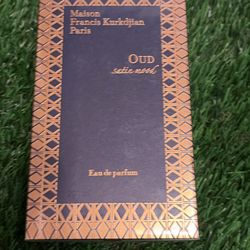 Maison
Francis Kurkdjian
Paris
OUD
satin mood
Eau de parfum